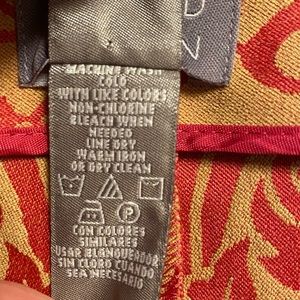 MACHINE WASH
COLD
WITH LIKE COLORS
NON-CHLORINE
BLEACH WHEN
NEEDED
LINE DRY
WARM IRON
OR DRY CLEAN
P
CON COLORES
SIMILARES
USAR BLANQUEADOR
SIN CLORO CUANDO
SEA NECESARIO